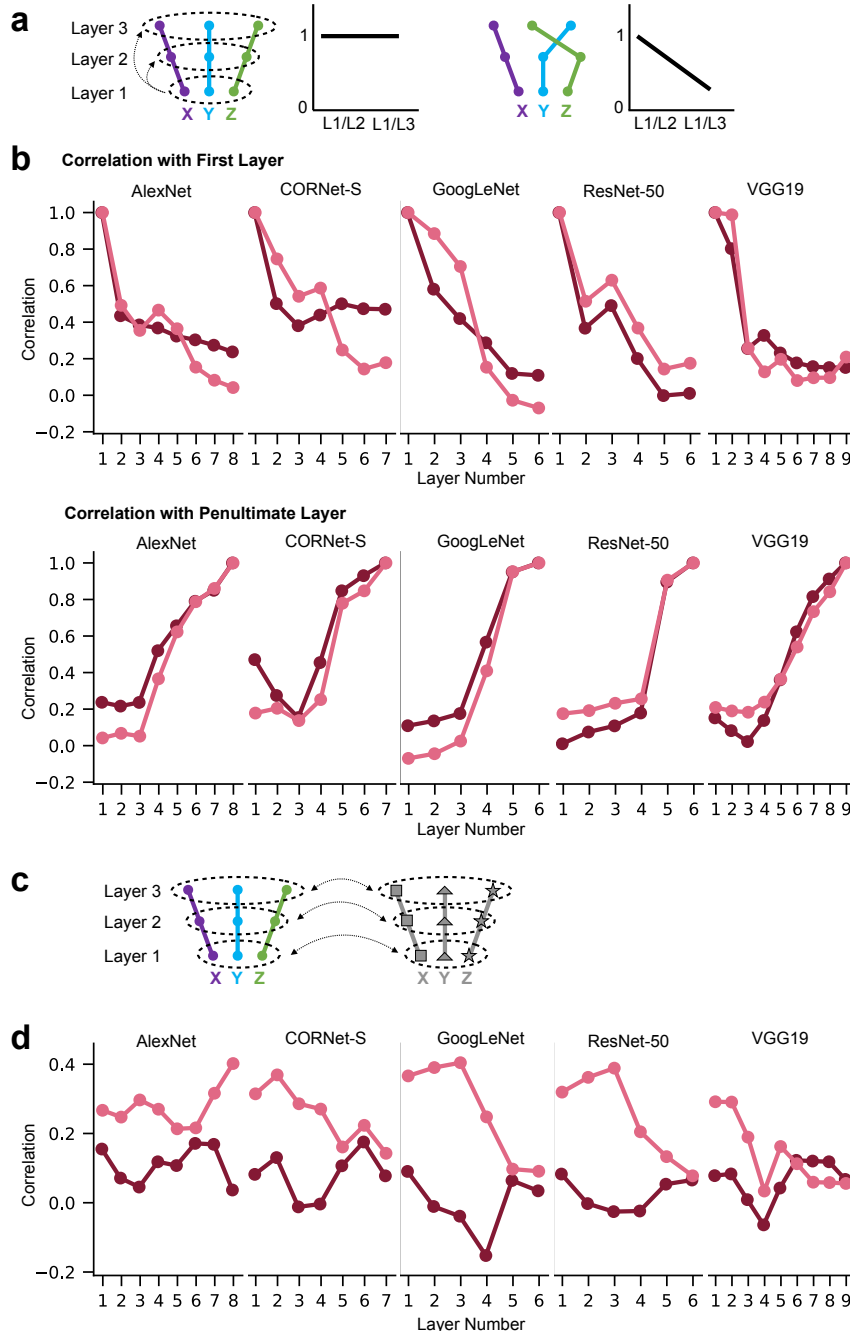 a
Layer 3
Layer 2
Layer 1
X Y Z
1
0
L1/L2 L1/L3
X Y Z
1
0
L1/L2 L1/L3
b
Correlation with First Layer
AlexNet CORNet-S GoogLeNet ResNet-50 VGG19
1.0
0.8
0.6
0.4
0.2
0.0
−0.2
Correlation
1 2 3 4 5 6 7 8 1 2 3 4 5 6 7 1 2 3 4 5 6 1 2 3 4 5 6 1 2 3 4 5 6 7 8 9
Layer Number
Correlation with Penultimate Layer
AlexNet CORNet-S GoogLeNet ResNet-50 VGG19
1.0
0.8
0.6
0.4
0.2
0.0
−0.2
Correlation
1 2 3 4 5 6 7 8 1 2 3 4 5 6 7 1 2 3 4 5 6 1 2 3 4 5 6 1 2 3 4 5 6 7 8 9
Layer Number
c
Layer 3
Layer 2
Layer 1
X Y Z
X Y Z
d
AlexNet CORNet-S GoogLeNet ResNet-50 VGG19
0.4
0.2
0.0
−0.2
Correlation
1 2 3 4 5 6 7 8 1 2 3 4 5 6 7 1 2 3 4 5 6 1 2 3 4 5 6 1 2 3 4 5 6 7 8 9
Layer Number